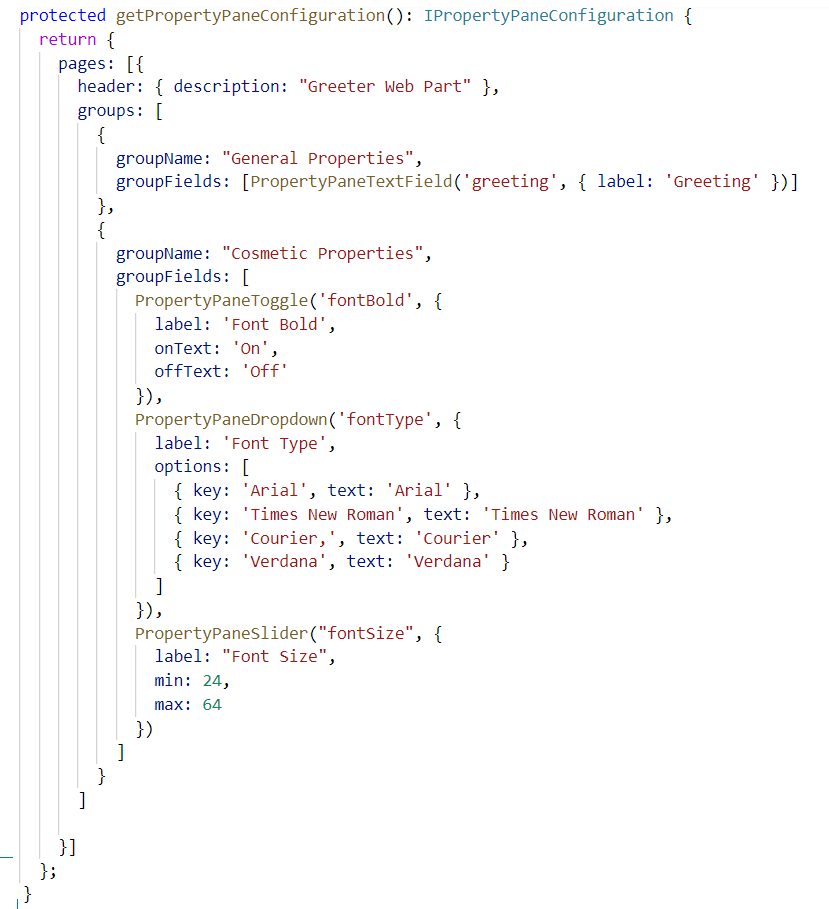 protected getPropertyPaneConfiguration(): IPropertyPaneConfiguration {
  return {
    pages: [{
      header: { description: "Greeter Web Part" },
      groups: [
        {
          groupName: "General Properties",
          groupFields: [PropertyPaneTextField('greeting', { label: 'Greeting' })]
        },
        {
          groupName: "Cosmetic Properties",
          groupFields: [
            PropertyPaneToggle('fontBold', {
              label: 'Font Bold',
              onText: 'On',
              offText: 'Off'
            }),
            PropertyPaneDropdown('fontType', {
              label: 'Font Type',
              options: [
                { key: 'Arial', text: 'Arial' },
                { key: 'Times New Roman', text: 'Times New Roman' },
                { key: 'Courier,', text: 'Courier' },
                { key: 'Verdana', text: 'Verdana' }
              ]
            }),
            PropertyPaneSlider("fontSize", {
              label: "Font Size",
              min: 24,
              max: 64
            })
          ]
        }
      ]
    }]
  };
}